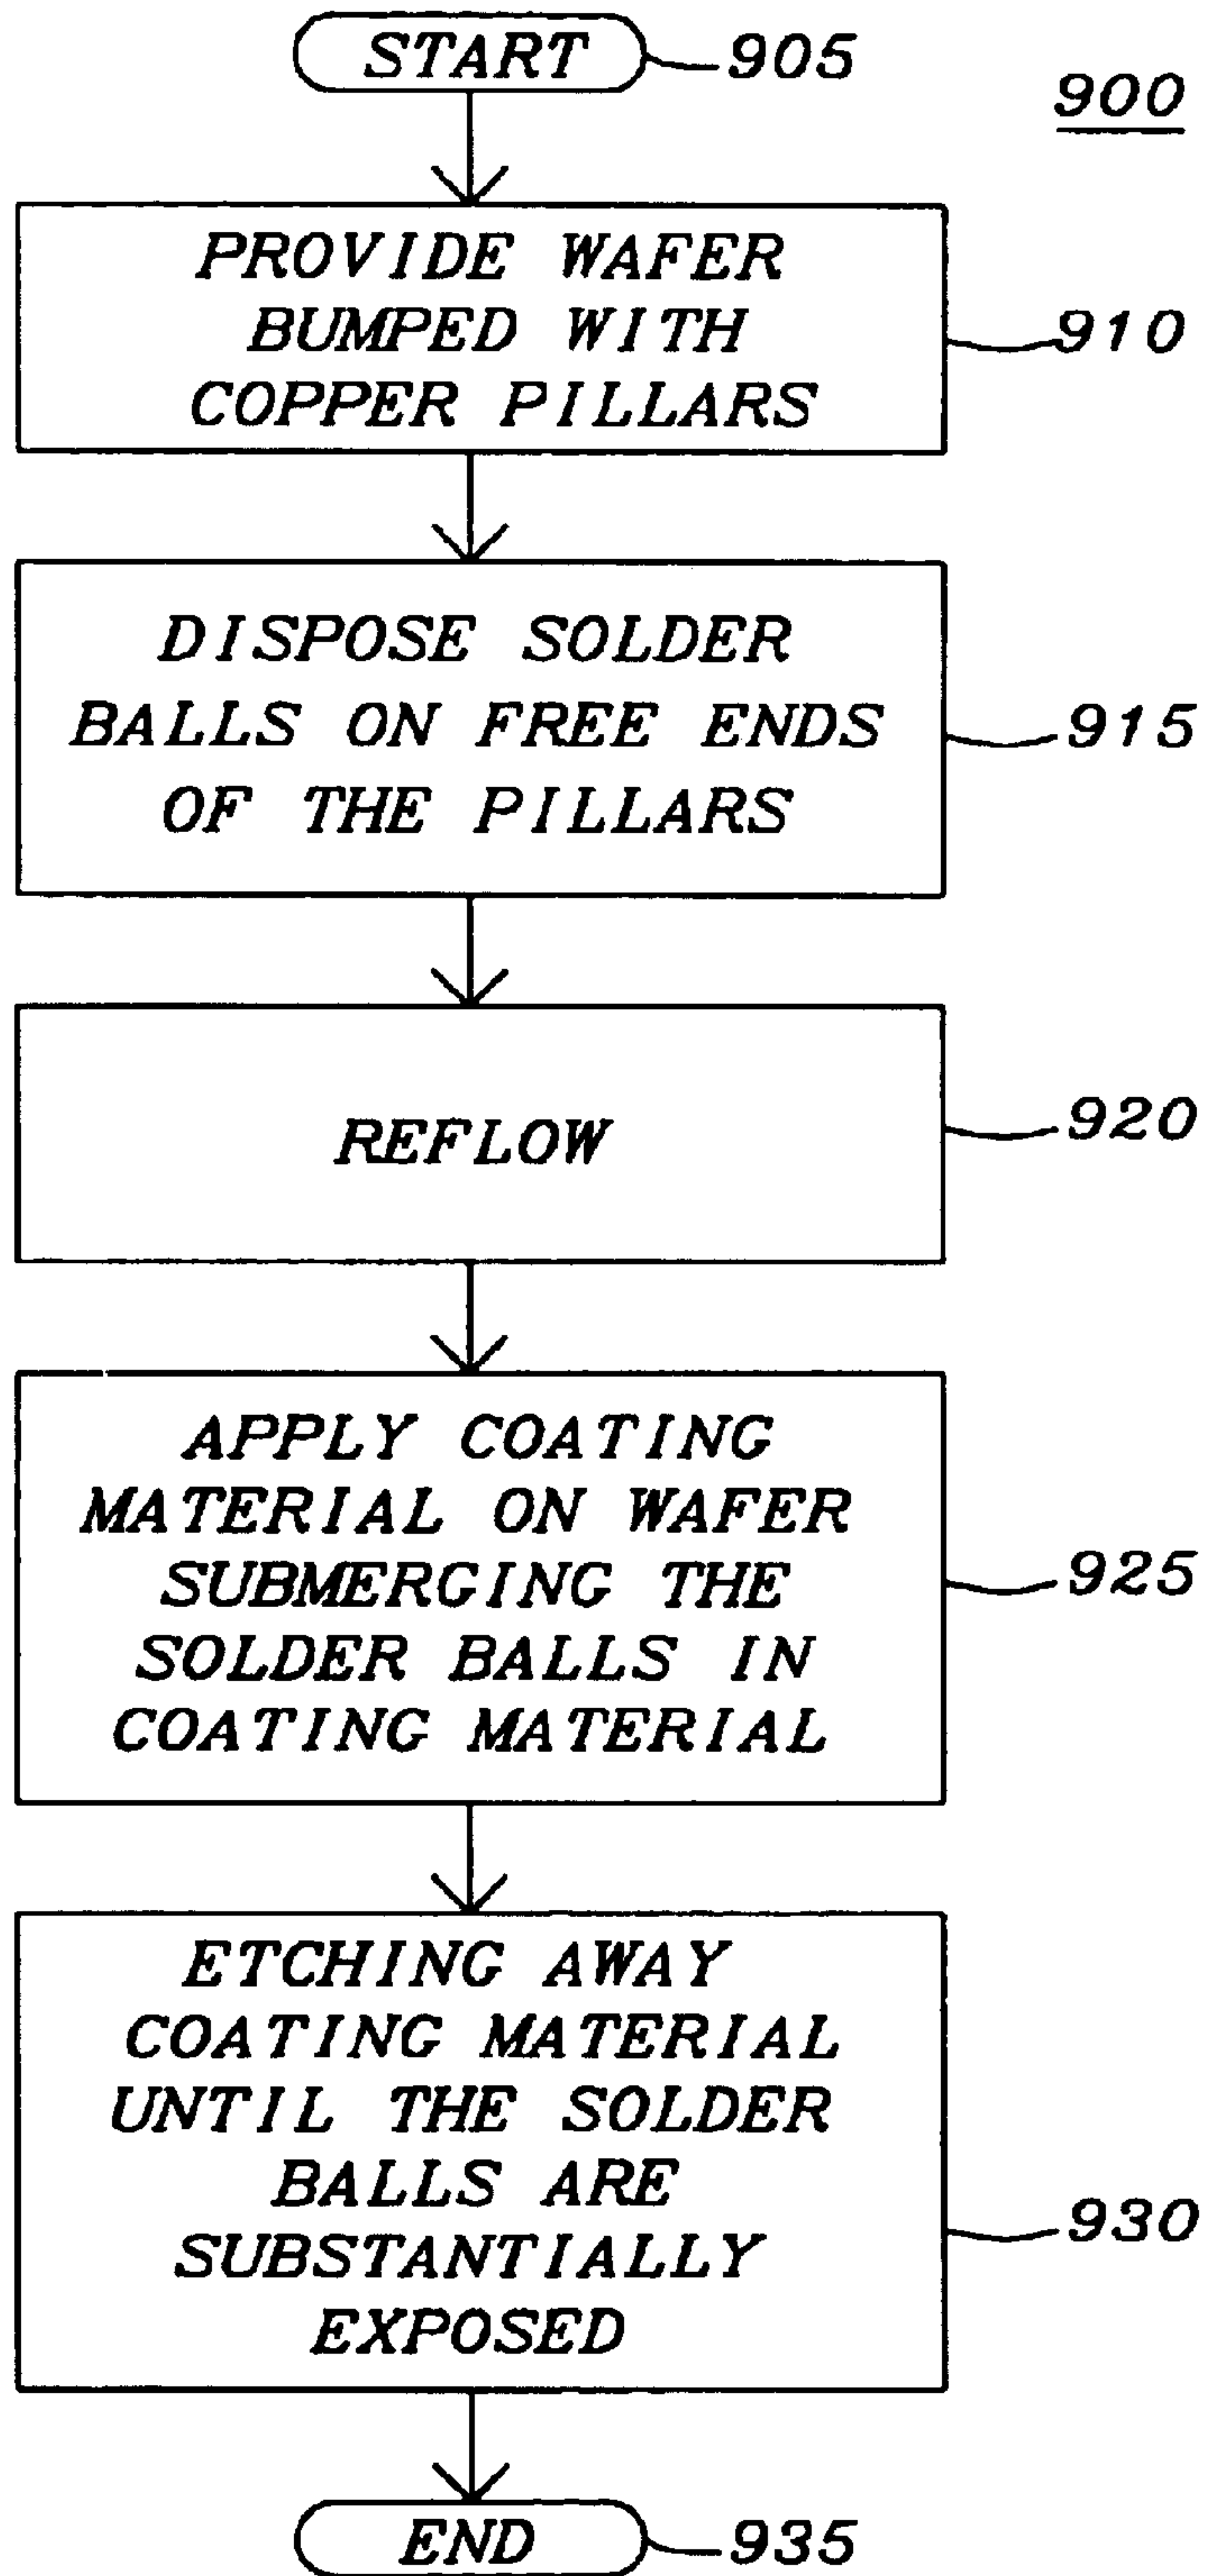 START
905
900
PROVIDE WAFER
BUMPED WITH
COPPER PILLARS
910
DISPOSE SOLDER
BALLS ON FREE ENDS
OF THE PILLARS
915
REFLOW
920
APPLY COATING
MATERIAL ON WAFER
SUBMERGING THE
SOLDER BALLS IN
COATING MATERIAL
925
ETCHING AWAY
COATING MATERIAL
UNTIL THE SOLDER
BALLS ARE
SUBSTANTIALLY
EXPOSED
930
END
935